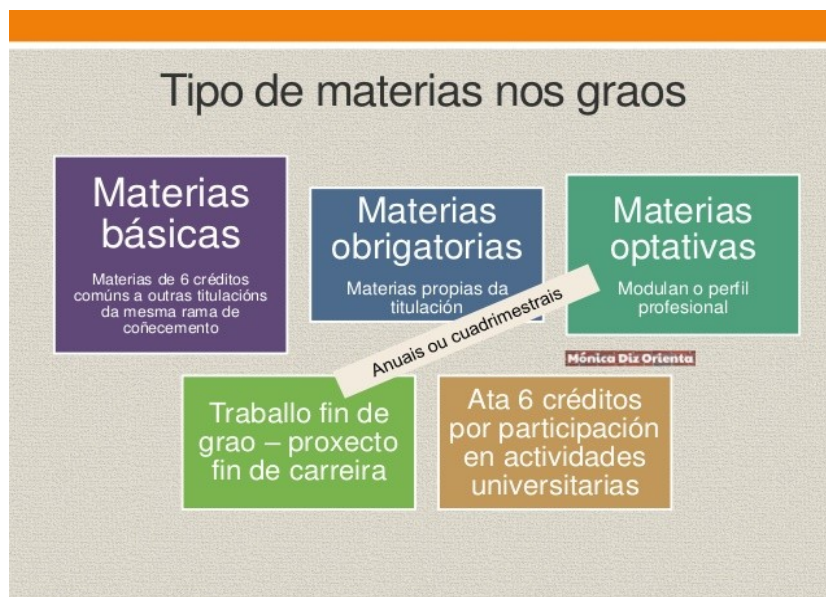 Tipo de materias nos graos
Materias
básicas
Materias de 6 créditos
comúns a outras titulacións
da mesma rama de
coñecemento
Materias
obrigatorias
Materias propias da
titulación
Materias
optativas
Modulan o perfil
profesional
Anuais ou cuadrimestrais
Mónica Diz Orienta
Traballo fin de
grao – proxecto
fin de carreira
Ata 6 créditos
por participación
en actividades
universitarias